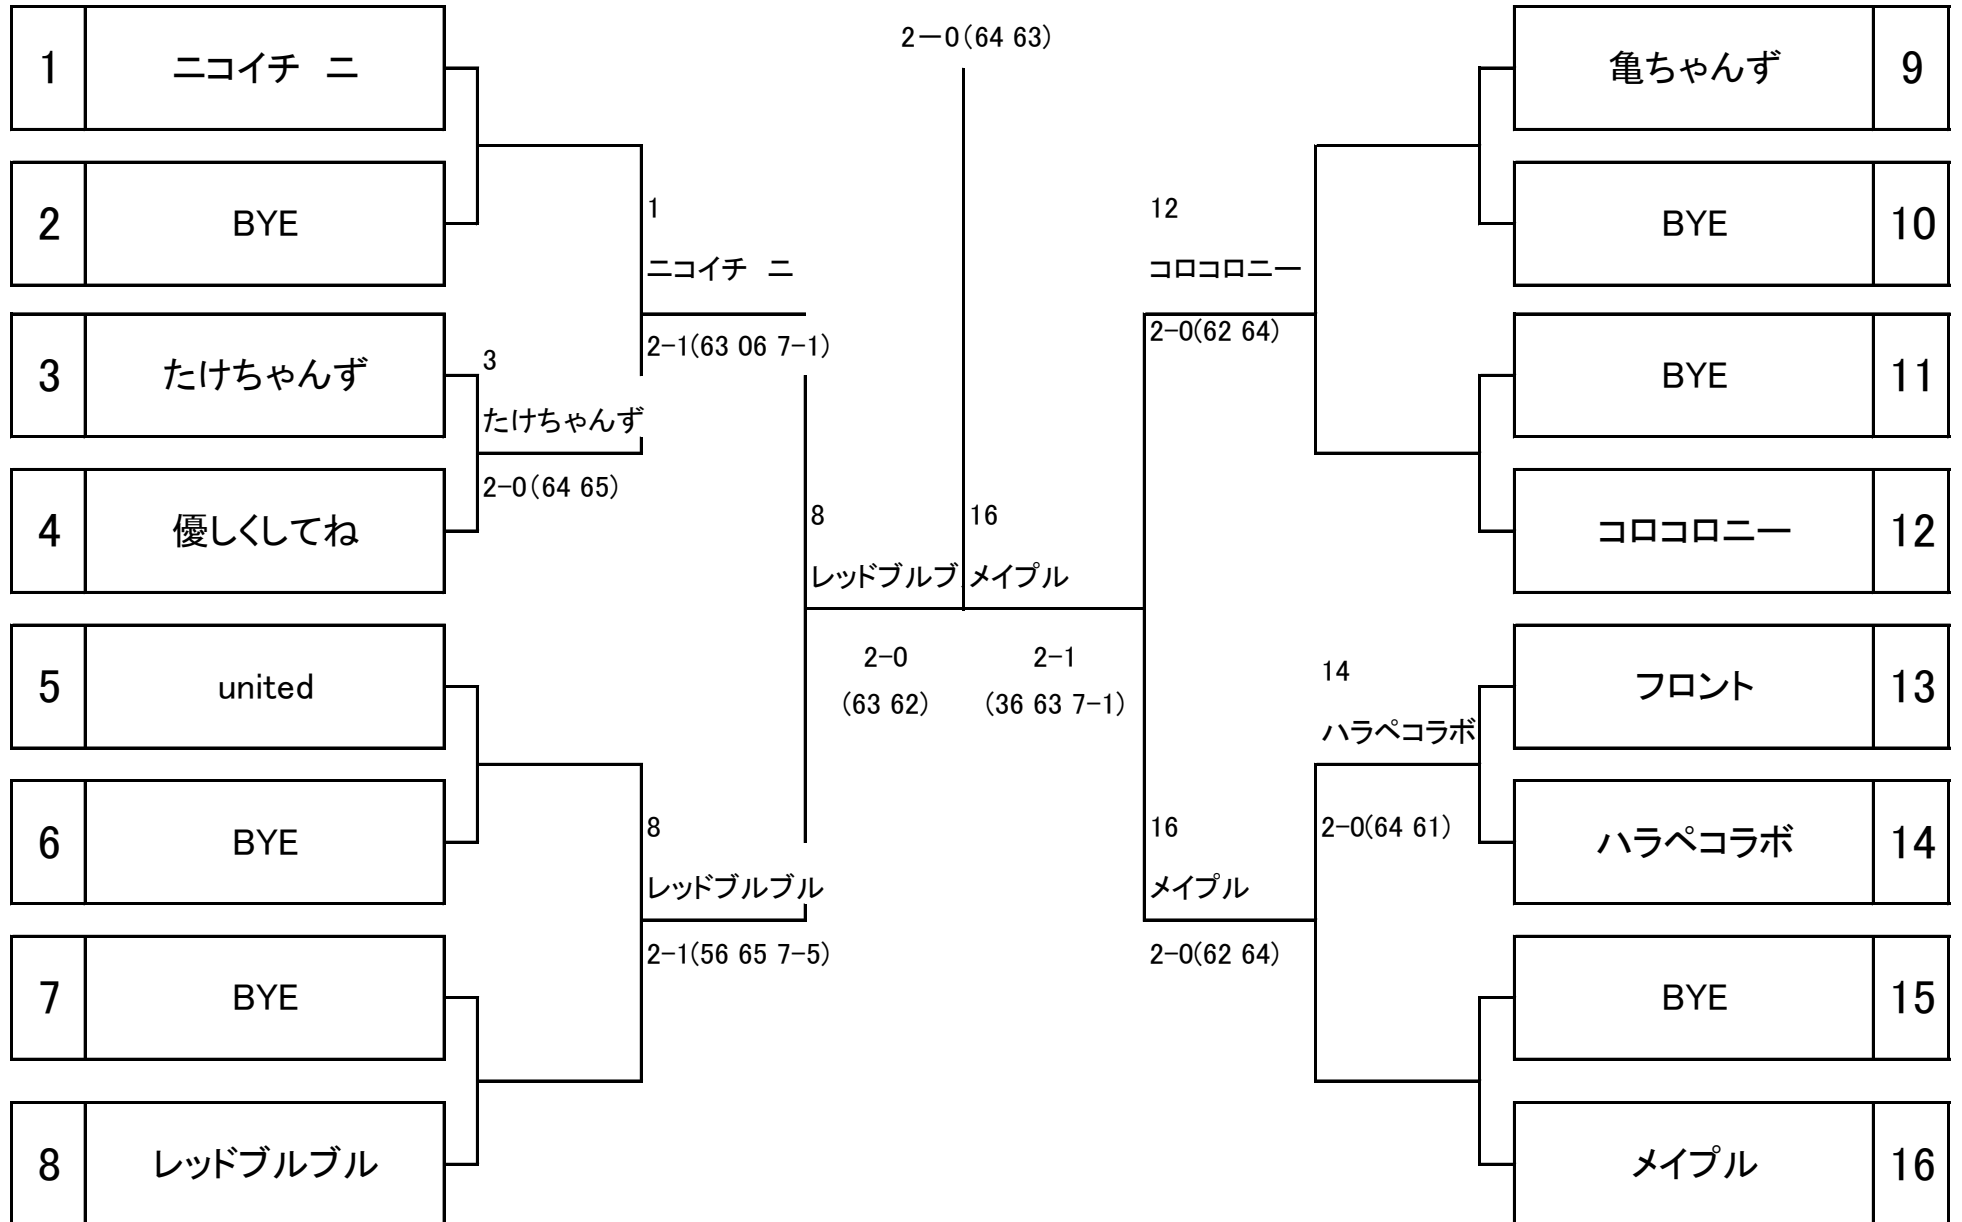 2－0(64 63)
1 ニコイチ　ニ
2 BYE
3 たけちゃんず
4 優しくしてね
5 united
6 BYE
7 BYE
8 レッドブルブル
3
たけちゃんず
2-0(64 65)
1
ニコイチ　ニ
2-1(63 06 7-1)
8
レッドブルブル
2-1(56 65 7-5)
8
レッドブルブ
2-0
(63 62)
16
メイプル
2-1
(36 63 7-1)
12
コロコロニー
2-0(62 64)
16
メイプル
2-0(62 64)
14
ハラペコラボ
2-0(64 61)
亀ちゃんず 9
BYE 10
BYE 11
コロコロニー 12
フロント 13
ハラペコラボ 14
BYE 15
メイプル 16